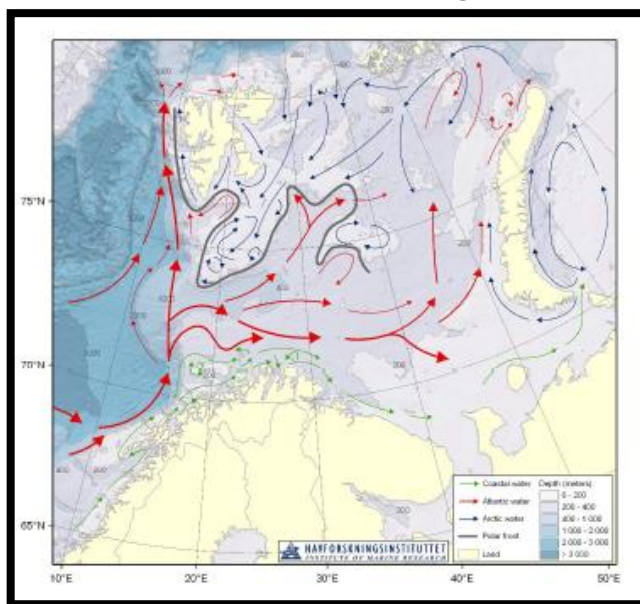 75°N
70°N
65°N
10°E
20°E
30°E
40°E
50°E
Coastal water
Atlantic water
Arctic water
Polar front
Land
Depth (meters)
0 - 200
200 - 400
400 - 1 000
1 000 - 2 000
2 000 - 3 000
> 3 000
HAVFORSKNINGSINSTITUTTET
INSTITUTE OF MARINE RESEARCH